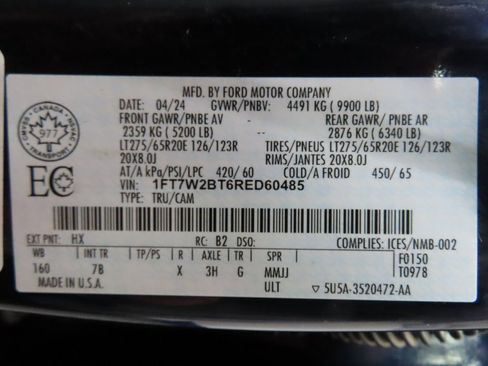 MFD. BY FORD MOTOR COMPANY
DATE: 04/24 GVWR/PNBV: 4491 KG (9900 LB)
FRONT GAWR/PNBE AV REAR GAWR/PNBE AR
2359 KG (5200 LB) 2876 KG (6340 LB)
LT275/65R20E 126/123R TIRES/PNEUS LT275/65R20E 126/123R
20X8.0J RIMS/JANTES 20X8.0J
AT/A kPa/PSI/LPC 420/60 COLD/A FROID 450/65
VIN: 1FT7W2BT6RED60485
TYPE: TRU/CAM
CANADA
CMVSS NSVAC
977
TRANSPORT
EC
EXT PNT: HX RC: B2 DSO: COMPLIES: ICES/NMB-002
WB INT TR TP/PS R AXLE TR SPR F0150
160 7B X 3H G MMJJ T0978
MADE IN U.S.A. ULT ▽ 5U5A-3520472-AA